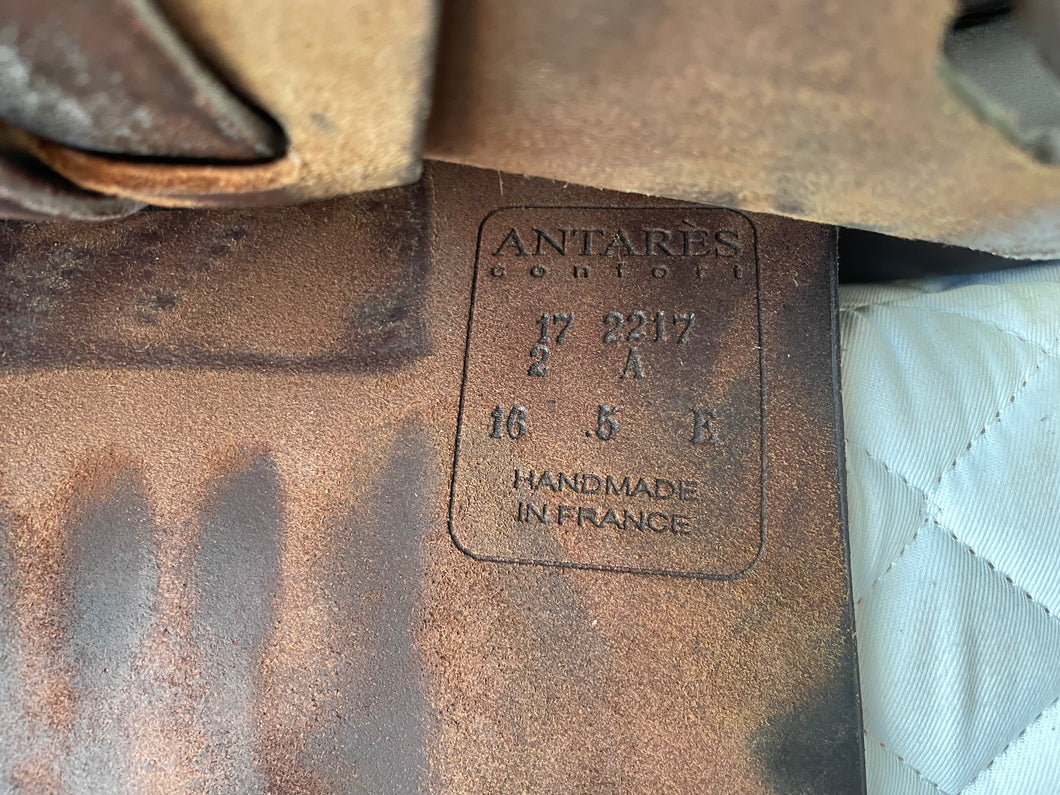 ANTARÈS
confort
17 2217
2 A
16 .5 E
HANDMADE
IN FRANCE